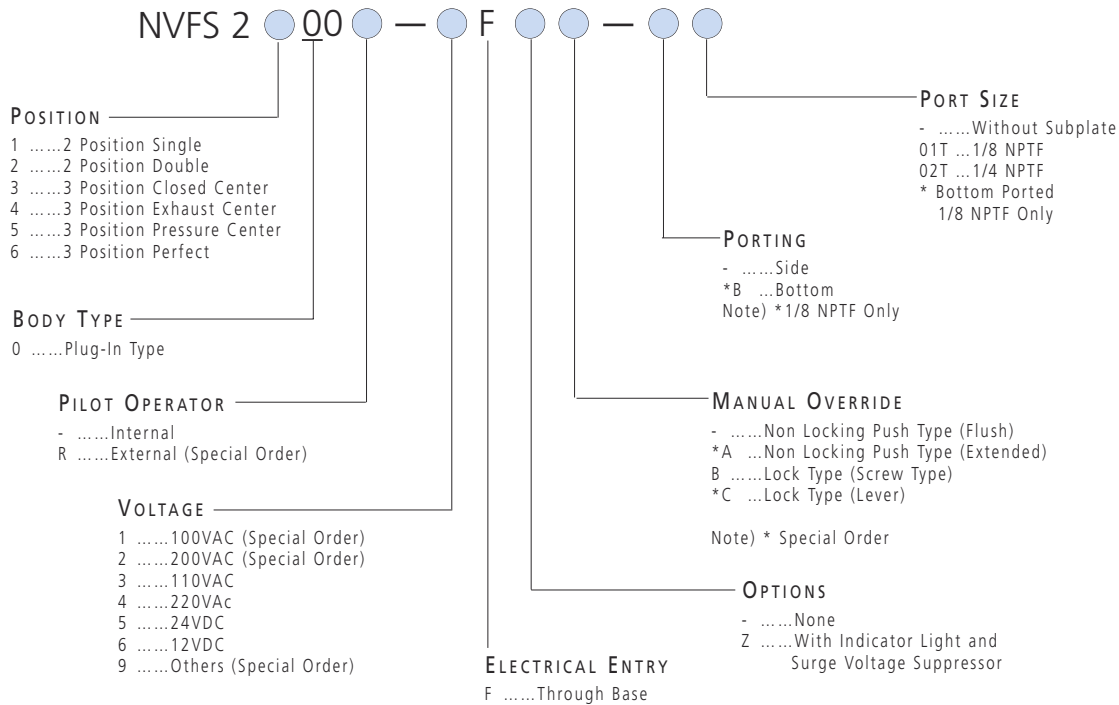 NVFS 2 00 — F —
POSITION
1 ......2 Position Single
2 ......2 Position Double
3 ......3 Position Closed Center
4 ......3 Position Exhaust Center
5 ......3 Position Pressure Center
6 ......3 Position Perfect
BODY TYPE
0 ......Plug-In Type
PILOT OPERATOR
- ......Internal
R ......External (Special Order)
VOLTAGE
1 ......100VAC (Special Order)
2 ......200VAC (Special Order)
3 ......110VAC
4 ......220VAc
5 ......24VDC
6 ......12VDC
9 ......Others (Special Order)
ELECTRICAL ENTRY
F ......Through Base
OPTIONS
- ......None
Z ......With Indicator Light and
Surge Voltage Suppressor
MANUAL OVERRIDE
- ......Non Locking Push Type (Flush)
*A ...Non Locking Push Type (Extended)
B ......Lock Type (Screw Type)
*C ...Lock Type (Lever)
Note) * Special Order
PORTING
- ......Side
*B ...Bottom
Note) *1/8 NPTF Only
PORT SIZE
- ......Without Subplate
01T ...1/8 NPTF
02T ...1/4 NPTF
* Bottom Ported
1/8 NPTF Only